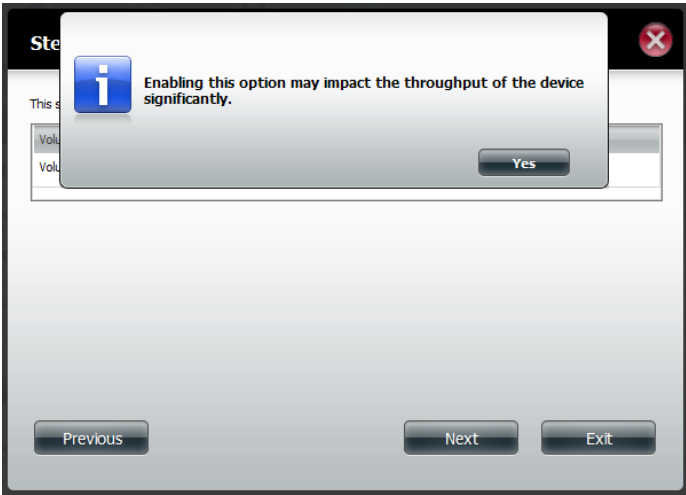 Ste
Enabling this option may impact the throughput of the device
significantly.
This s
Volu
Yes
Volu
Previous
Next
Exit